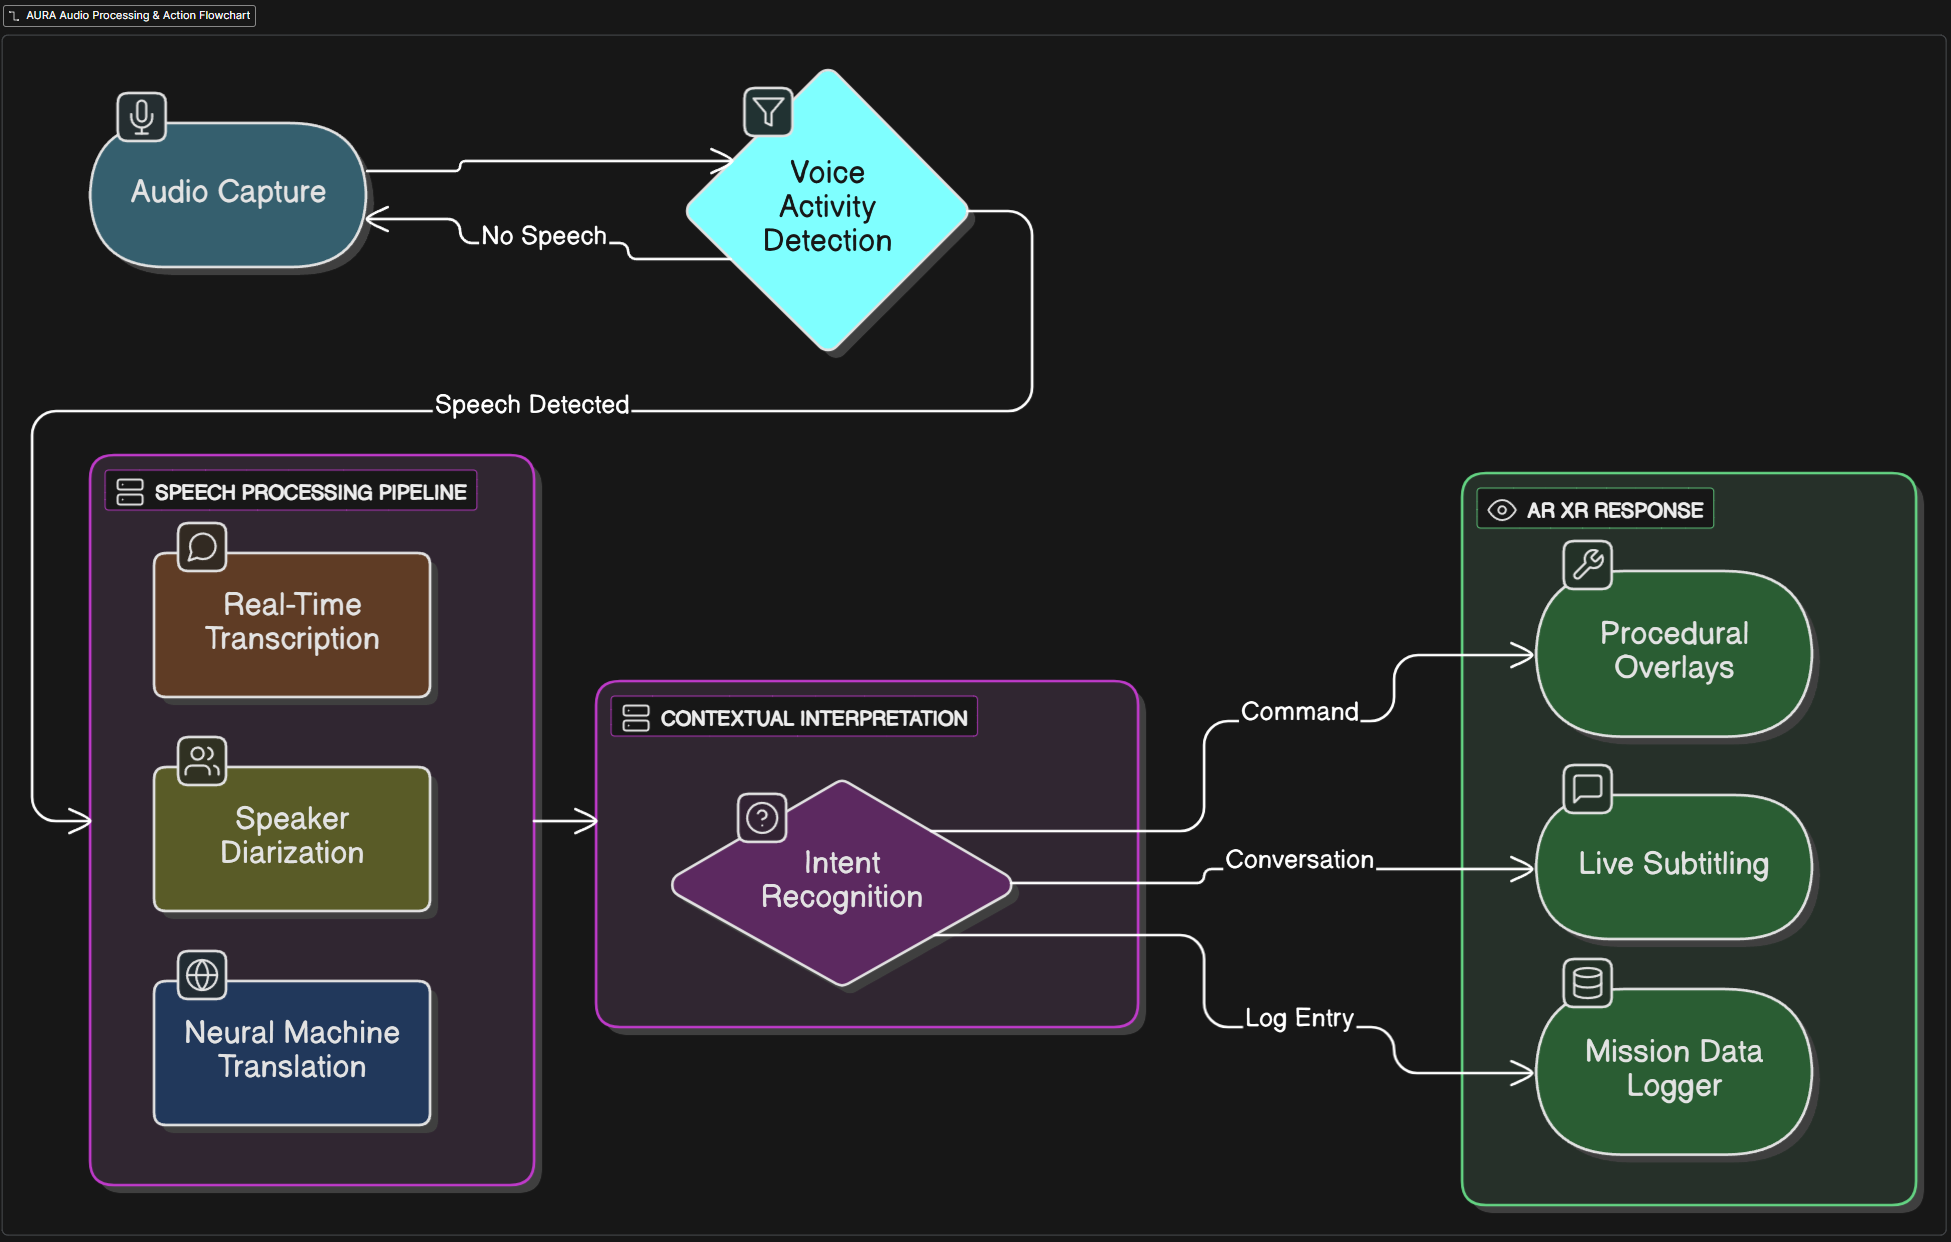 AURA Audio Processing & Action Flowchart
Audio Capture
Voice
Activity
Detection
No Speech
Speech Detected
SPEECH PROCESSING PIPELINE
Real-Time
Transcription
Speaker
Diarization
Neural Machine
Translation
CONTEXTUAL INTERPRETATION
Intent
Recognition
Command
Conversation
Log Entry
AR XR RESPONSE
Procedural
Overlays
Live Subtitling
Mission Data
Logger